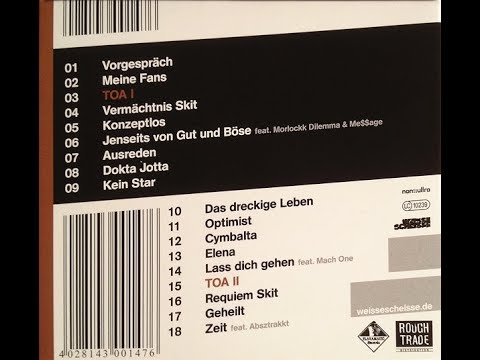 01 Vorgespräch
02 Meine Fans
03 TOA I
04 Vermächtnis Skit
05 Konzeptlos
06 Jenseits von Gut und Böse feat. Morlockk Dilemma & Me$$age
07 Ausreden
08 Dokta Jotta
09 Kein Star
10 Das dreckige Leben
11 Optimist
12 Cymbalta
13 Elena
14 Lass dich gehen feat. Mach One
15 TOA II
16 Requiem Skit
17 Geheilt
18 Zeit feat. Absztrakkt
LC 10239
weissescheisse.de
ROUGH TRADE
DISTRIBUTION
4 028143 001476